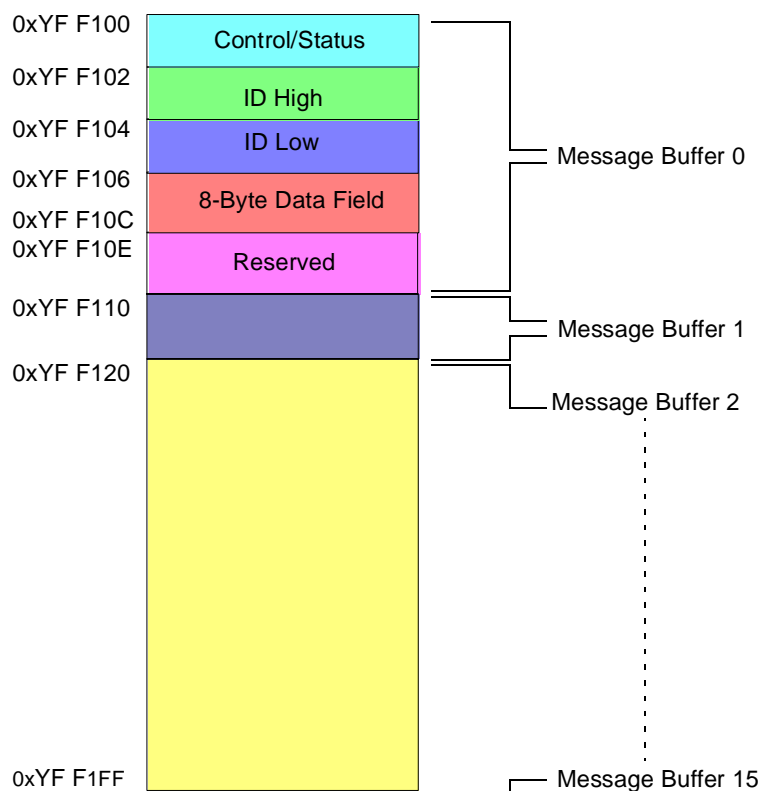 0xYF F100
Control/Status
0xYF F102
ID High
0xYF F104
ID Low
Message Buffer 0
0xYF F106
8-Byte Data Field
0xYF F10C
0xYF F10E
Reserved
0xYF F110
Message Buffer 1
0xYF F120
Message Buffer 2
0xYF F1FF
Message Buffer 15